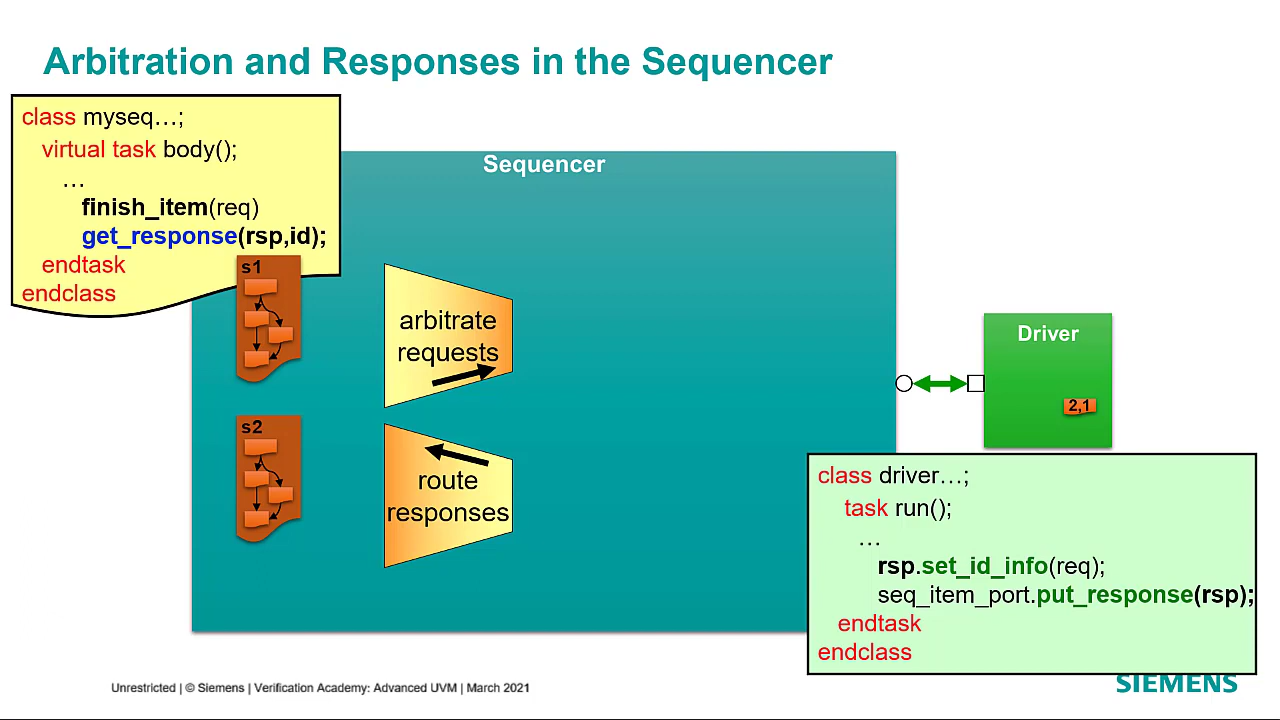 Arbitration and Responses in the Sequencer
class myseq…;
virtual task body();
…
finish_item(req)
get_response(rsp,id);
endtask
endclass
Sequencer
s1
arbitrate
requests
s2
route
responses
Driver
2,1
class driver…;
task run();
…
rsp.set_id_info(req);
seq_item_port.put_response(rsp);
endtask
endclass
Unrestricted | © Siemens | Verification Academy: Advanced UVM | March 2021
SIEMENS